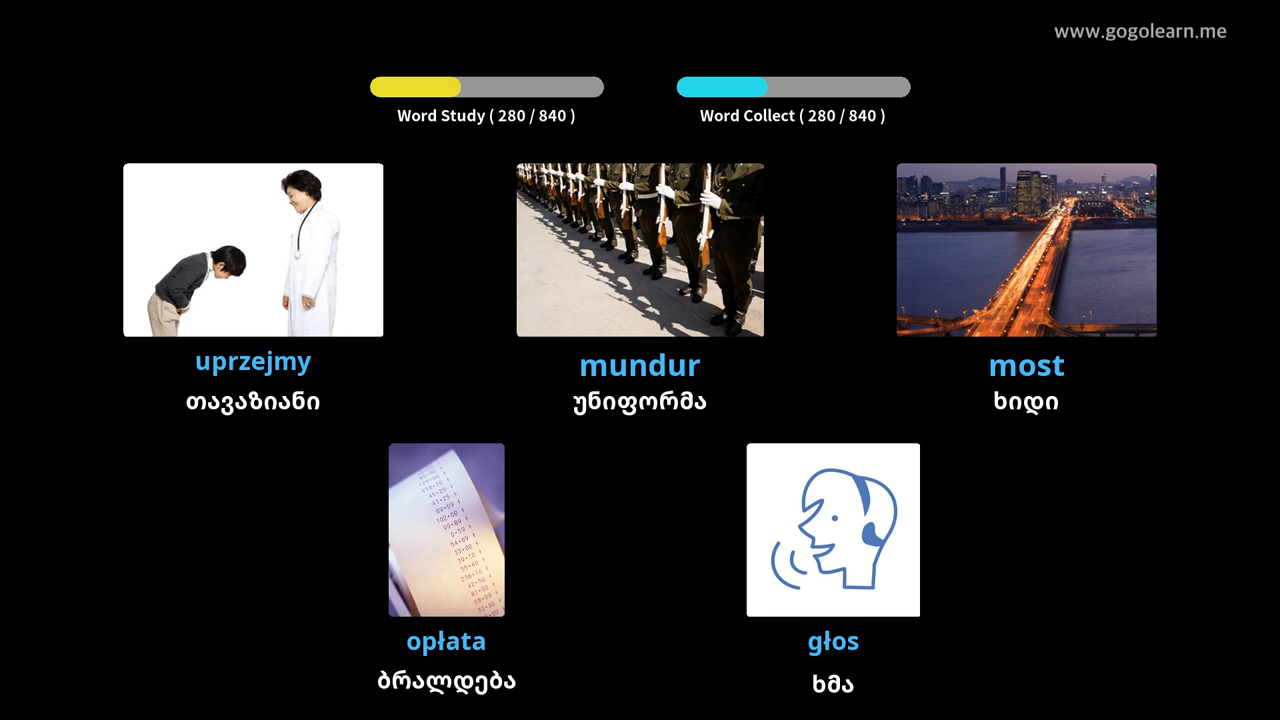 www.gogolearn.me
Word Study ( 280 / 840 )
Word Collect ( 280 / 840 )
uprzejmy
mundur
most
თავაზიანი
უნიფორმა
ხიდი
opłata
głos
ბრალდება
ხმა